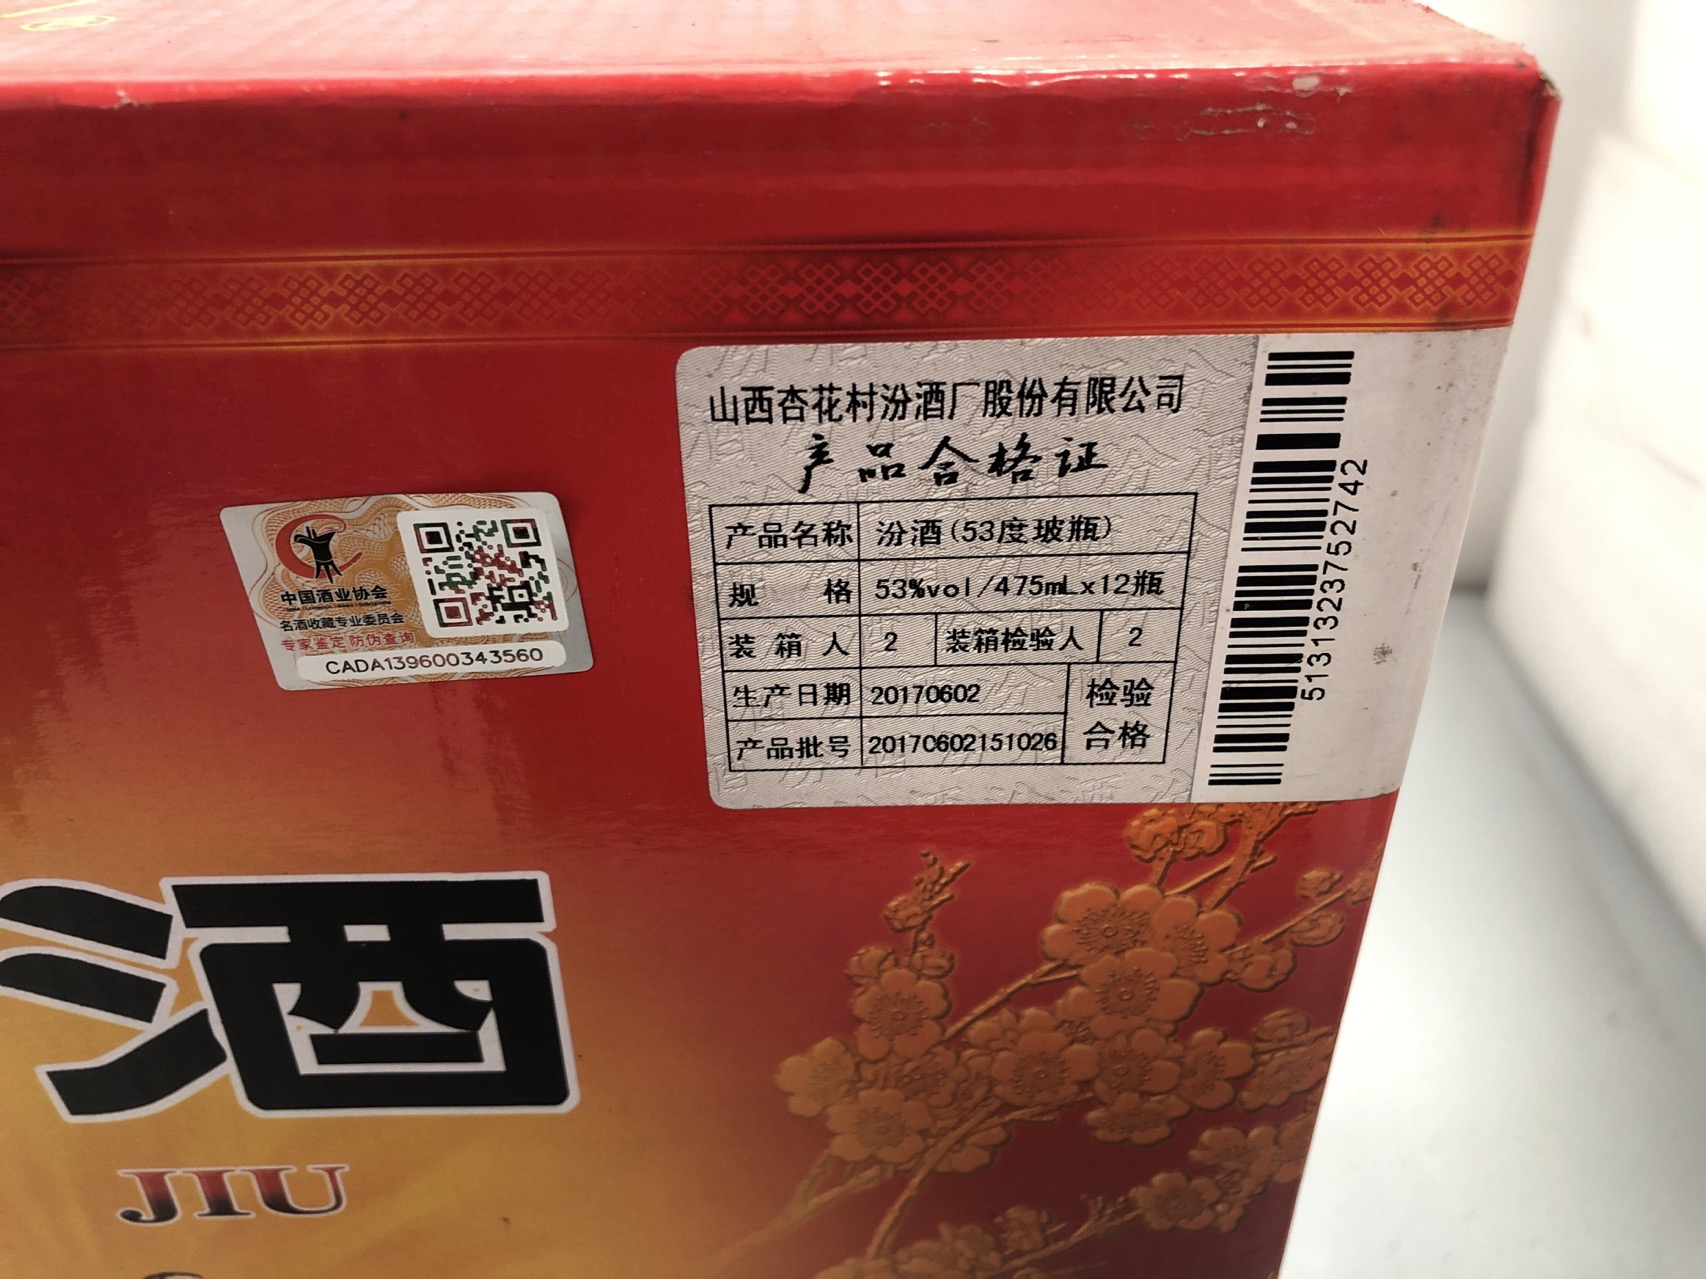 山西杏花村汾酒厂股份有限公司
产品合格证
产品名称 汾酒(53度玻瓶)
规 格 53%vol/475mLx12瓶
装 箱 人 2 装箱检验人 2
生产日期 20170602 检验
产品批号 20170602151026 合格
5131323752742
中国酒业协会
名酒收藏专业委员会
专家鉴定 防伪查询
CADA139600343560
酒
JIU